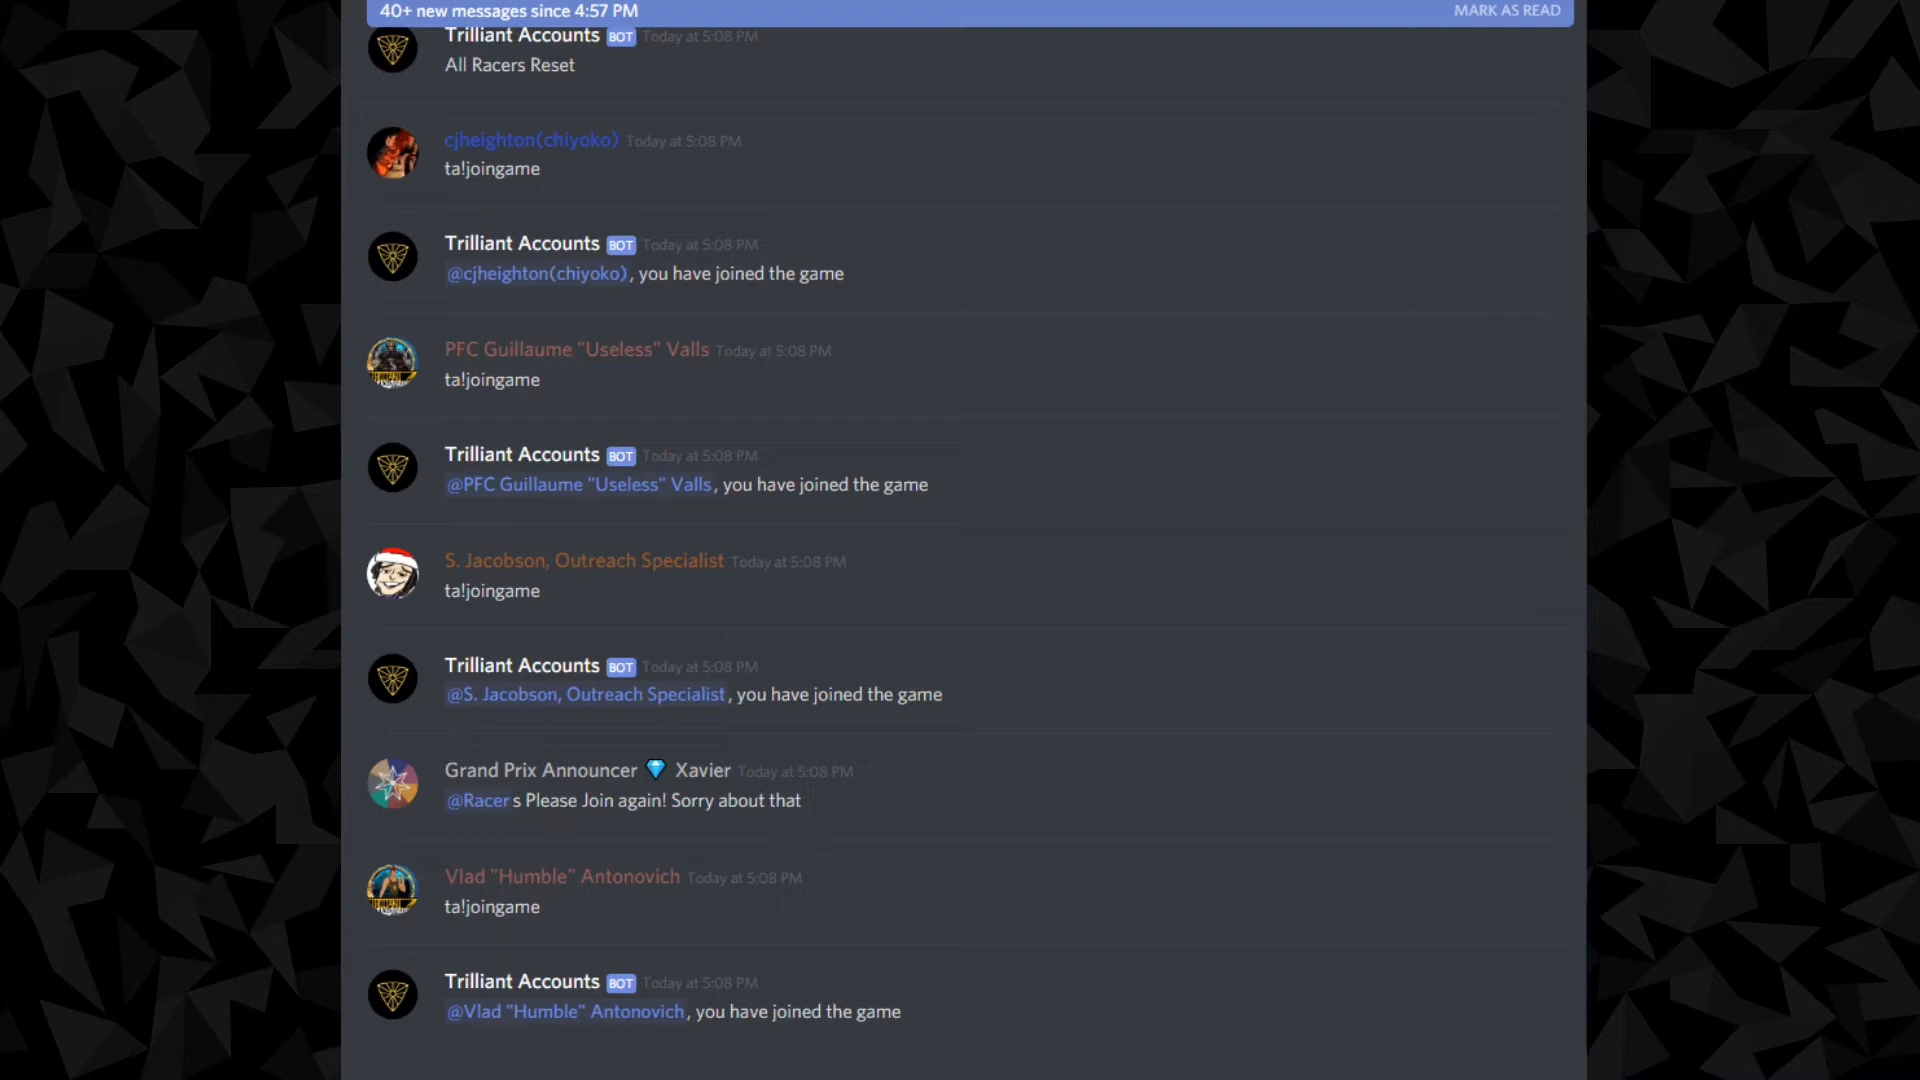 40+ new messages since 4:57 PM MARK AS READ
Trilliant Accounts BOT Today at 5:08 PM
All Racers Reset
cjheighton(chiyoko) Today at 5:08 PM
ta!joingame
Trilliant Accounts BOT Today at 5:08 PM
@cjheighton(chiyoko), you have joined the game
PFC Guillaume "Useless" Valls Today at 5:08 PM
ta!joingame
Trilliant Accounts BOT Today at 5:08 PM
@PFC Guillaume "Useless" Valls, you have joined the game
S. Jacobson, Outreach Specialist Today at 5:08 PM
ta!joingame
Trilliant Accounts BOT Today at 5:08 PM
@S. Jacobson, Outreach Specialist, you have joined the game
Grand Prix Announcer 💎 Xavier Today at 5:08 PM
@Racer s Please Join again! Sorry about that
Vlad "Humble" Antonovich Today at 5:08 PM
ta!joingame
Trilliant Accounts BOT Today at 5:08 PM
@Vlad "Humble" Antonovich, you have joined the game